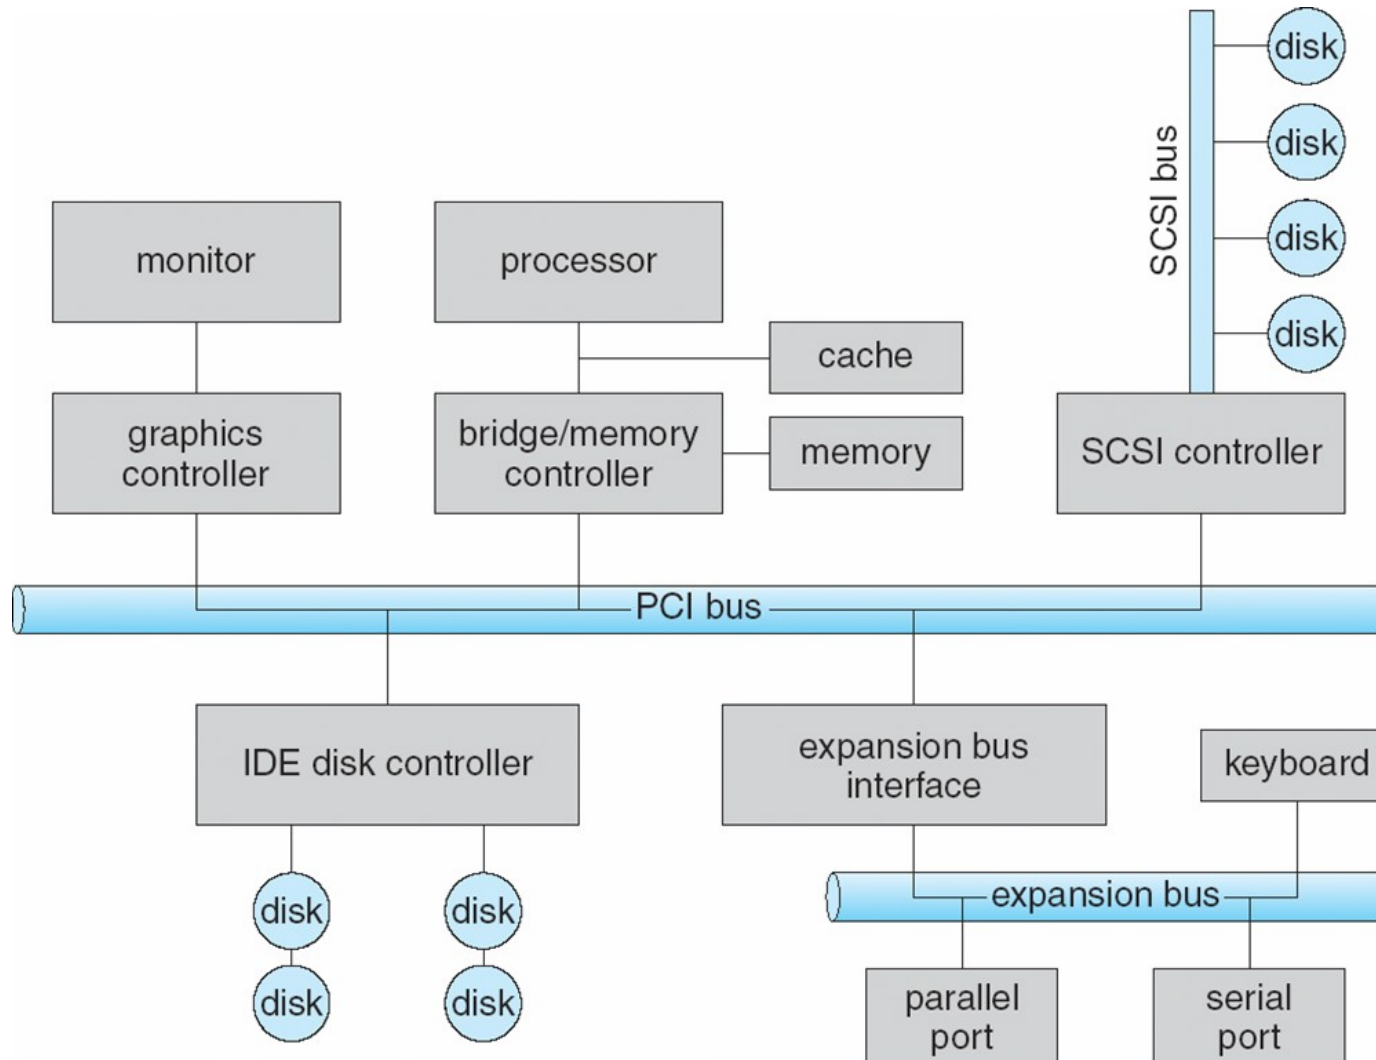 disk
disk
disk
disk
SCSI bus
monitor
processor
cache
graphics
controller
bridge/memory
controller
memory
SCSI controller
PCI bus
IDE disk controller
expansion bus
interface
keyboard
disk
disk
expansion bus
disk
disk
parallel
port
serial
port